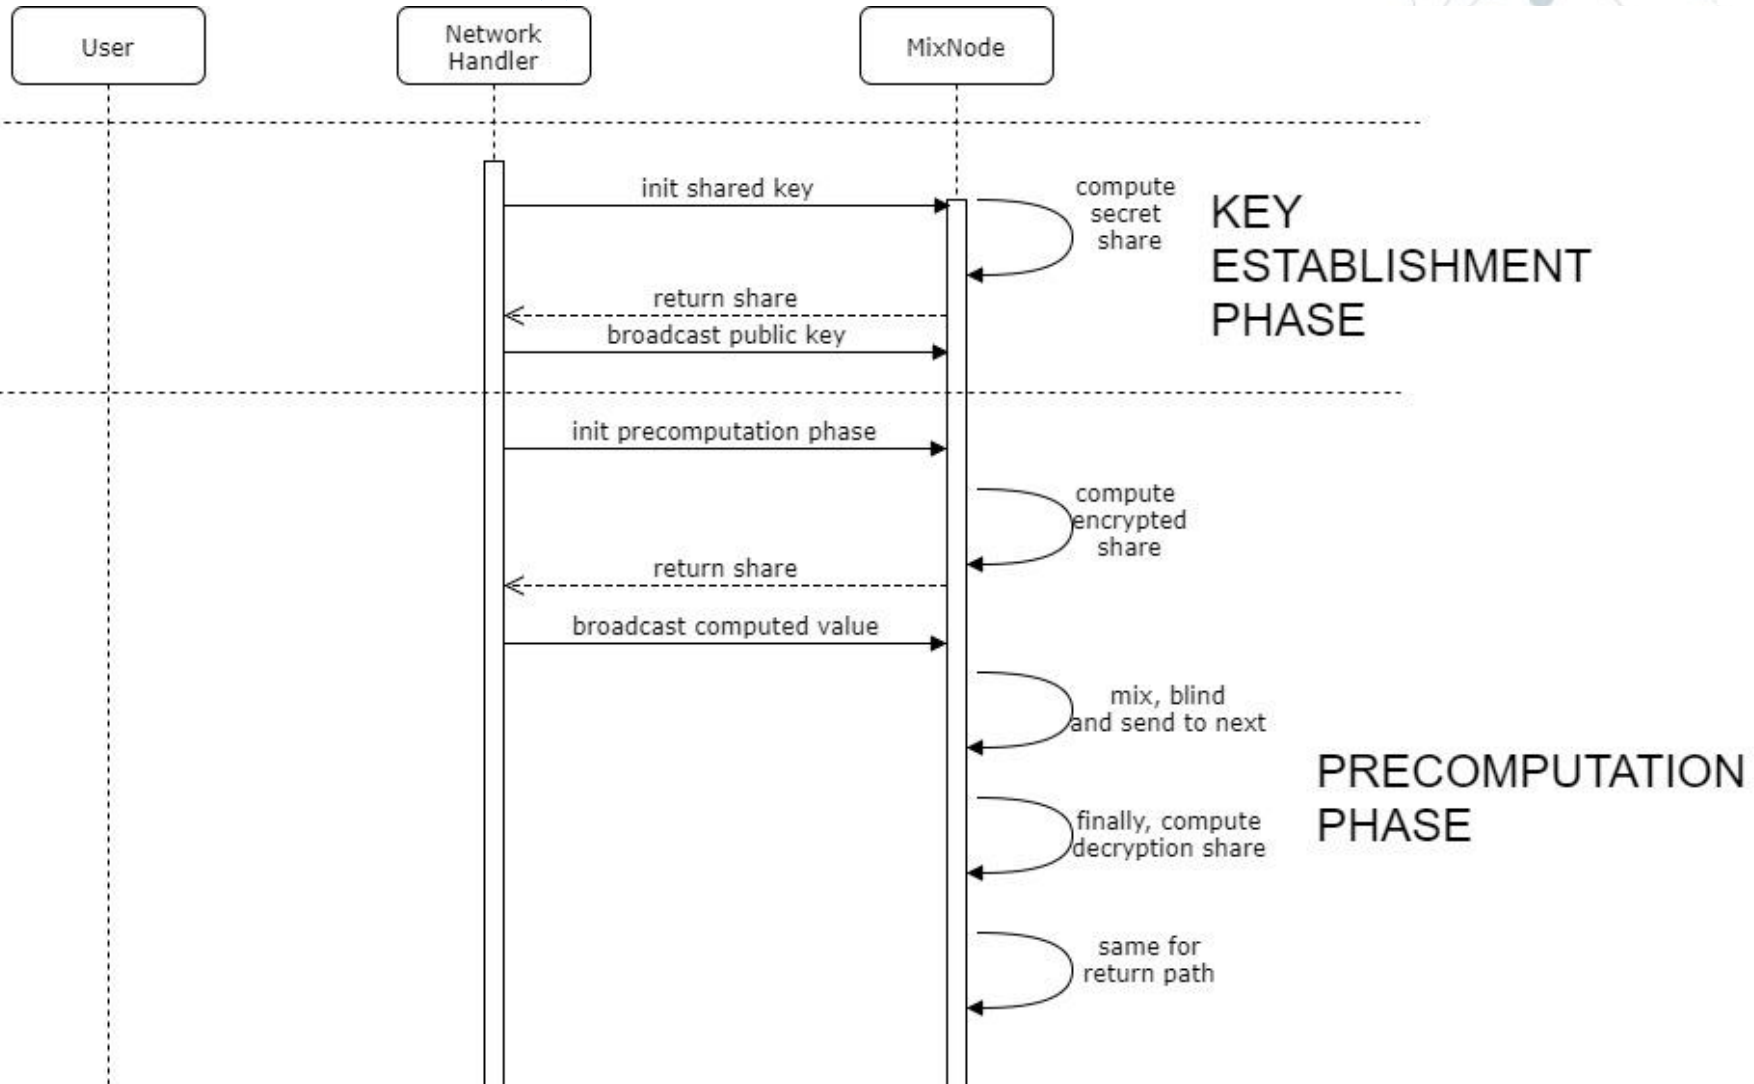 User
Network
Handler
MixNode
init shared key
compute
secret
share
KEY
ESTABLISHMENT
PHASE
return share
broadcast public key
init precomputation phase
compute
encrypted
share
return share
broadcast computed value
mix, blind
and send to next
PRECOMPUTATION
PHASE
finally, compute
decryption share
same for
return path